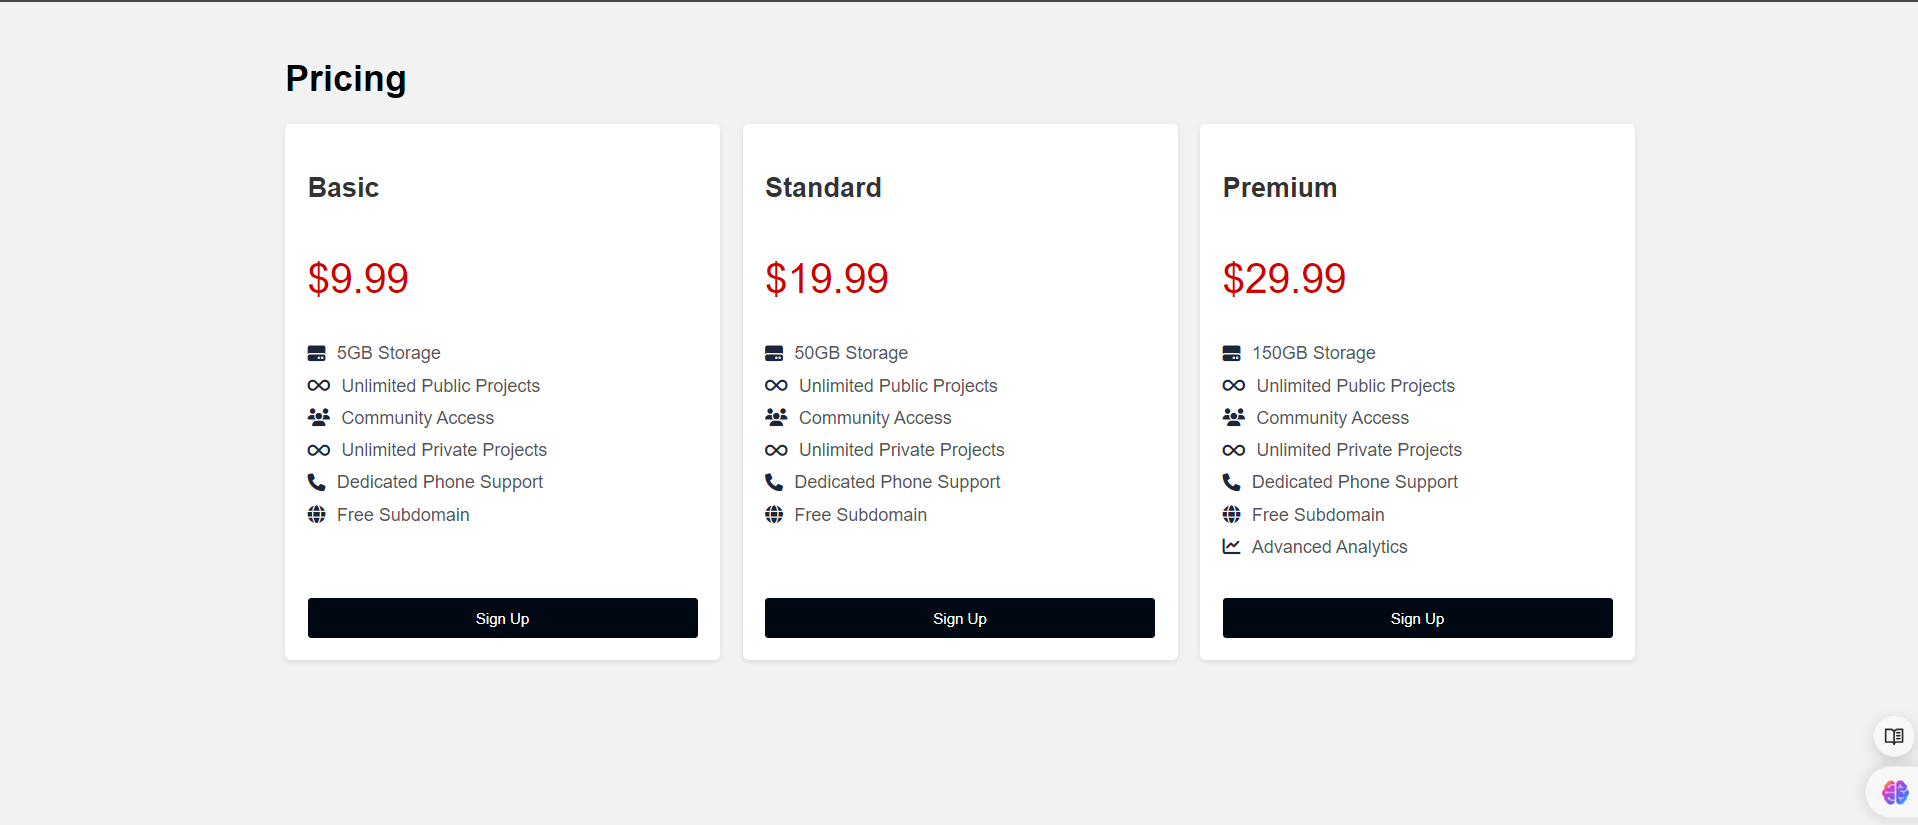 Pricing
Basic
$9.99
5GB Storage
Unlimited Public Projects
Community Access
Unlimited Private Projects
Dedicated Phone Support
Free Subdomain
Sign Up
Standard
$19.99
50GB Storage
Unlimited Public Projects
Community Access
Unlimited Private Projects
Dedicated Phone Support
Free Subdomain
Sign Up
Premium
$29.99
150GB Storage
Unlimited Public Projects
Community Access
Unlimited Private Projects
Dedicated Phone Support
Free Subdomain
Advanced Analytics
Sign Up